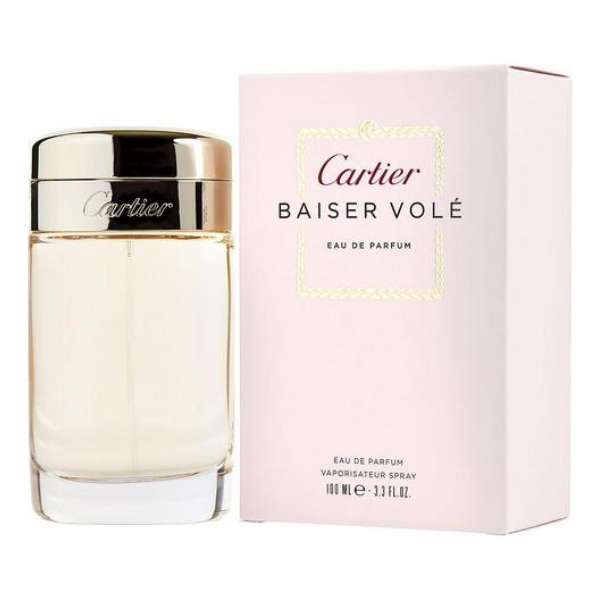 Cartier
Cartier
BAISER VOLÉ
EAU DE PARFUM
EAU DE PARFUM
VAPORISATEUR SPRAY
100 ML℮-3.3 FL.OZ.